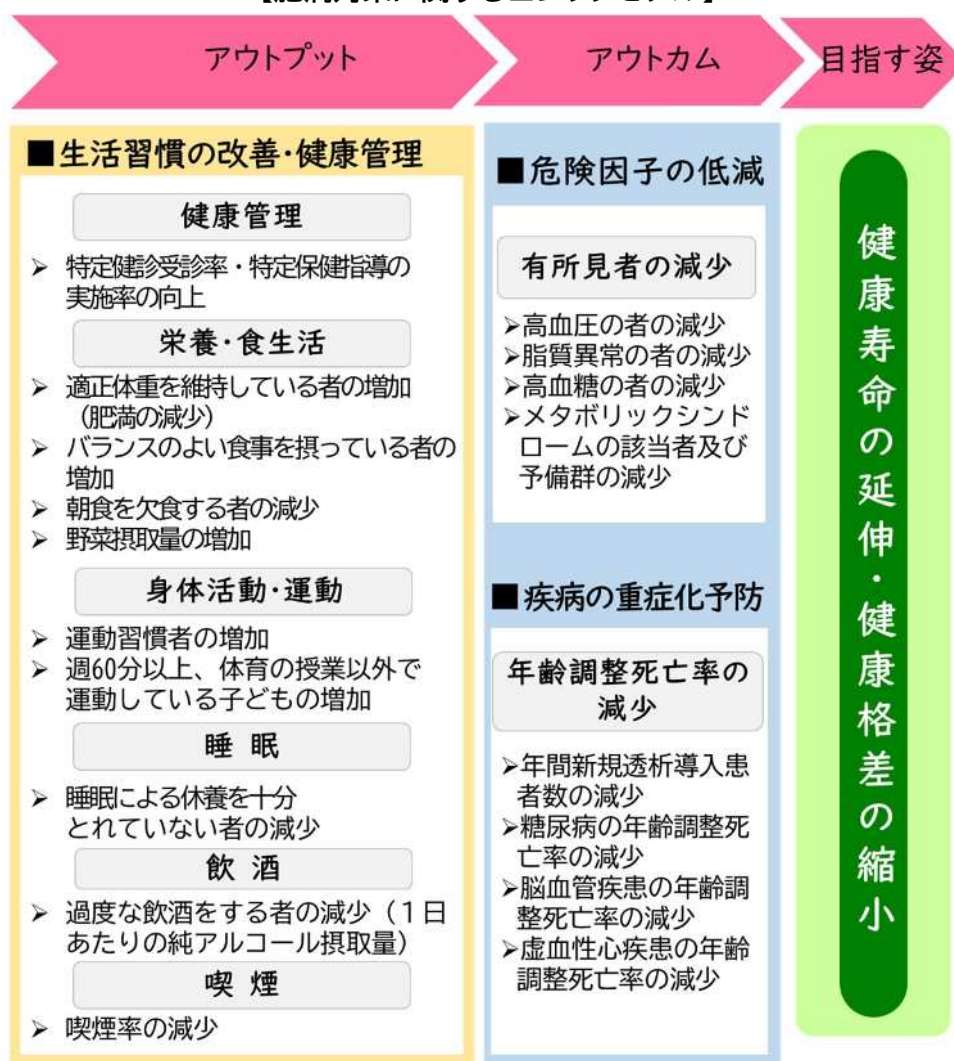 アウトプット
アウトカム
目指す姿
■生活習慣の改善・健康管理
健康管理
➢ 特定健診受診率・特定保健指導の
実施率の向上
栄養・食生活
➢ 適正体重を維持している者の増加
（肥満の減少）
➢ バランスのよい食事を摂っている者の
増加
➢ 朝食を欠食する者の減少
➢ 野菜摂取量の増加
身体活動・運動
➢ 運動習慣者の増加
➢ 週60分以上、体育の授業以外で
運動している子どもの増加
睡 眠
➢ 睡眠による休養を十分
とれていない者の減少
飲 酒
➢ 過度な飲酒をする者の減少（１日
あたりの純アルコール摂取量）
喫 煙
➢ 喫煙率の減少
■危険因子の低減
有所見者の減少
➢高血圧の者の減少
➢脂質異常の者の減少
➢高血糖の者の減少
➢メタボリックシンド
ロームの該当者及び
予備群の減少
■疾病の重症化予防
年齢調整死亡率の
減少
➢年間新規透析導入患
者数の減少
➢糖尿病の年齢調整死
亡率の減少
➢脳血管疾患の年齢調
整死亡率の減少
➢虚血性心疾患の年齢
調整死亡率の減少
健康寿命の延伸・健康格差の縮小